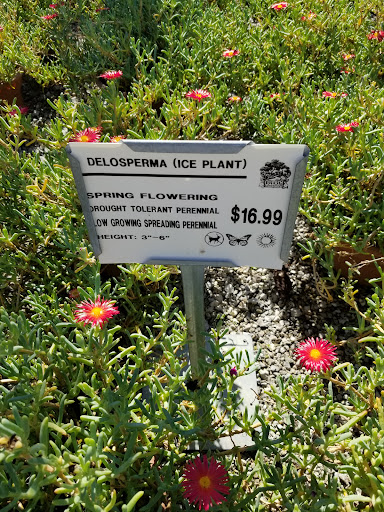 DELOSPERMA (ICE PLANT)
SPRING FLOWERING
DROUGHT TOLERANT PERENNIAL
LOW GROWING SPREADING PERENNIAL
HEIGHT: 3"-6"
$16.99